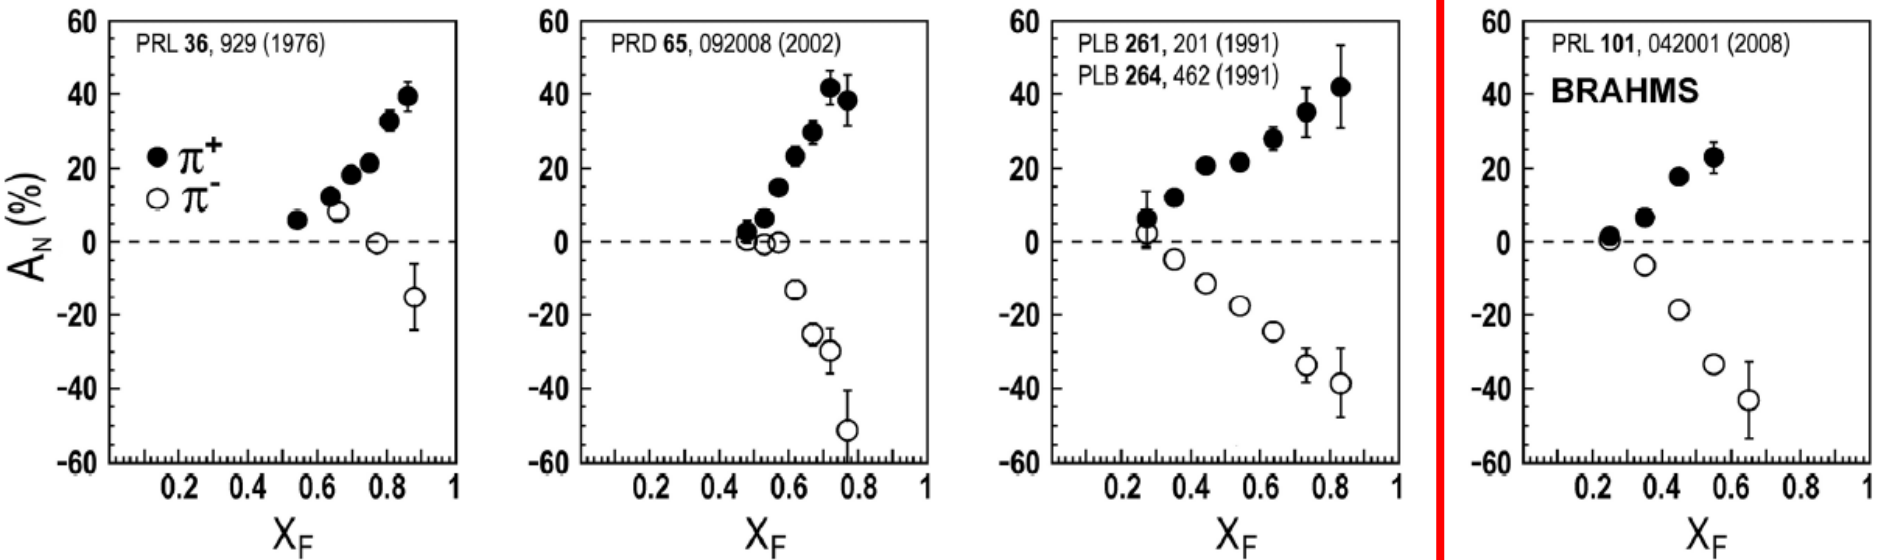 60
40
20
0
-20
-40
-60
A_N (%)
PRL 36, 929 (1976)
π+
π-
0.2 0.4 0.6 0.8 1
X_F
60
40
20
0
-20
-40
-60
PRD 65, 092008 (2002)
0.2 0.4 0.6 0.8 1
X_F
60
40
20
0
-20
-40
-60
PLB 261, 201 (1991)
PLB 264, 462 (1991)
0.2 0.4 0.6 0.8 1
X_F
60
40
20
0
-20
-40
-60
PRL 101, 042001 (2008)
BRAHMS
0.2 0.4 0.6 0.8 1
X_F